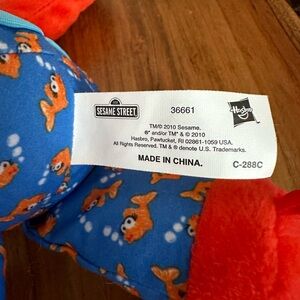 SESAME STREET
36661
Hasbro
TM/© 2010 Sesame.
®* and/or TM* & © 2010
Hasbro, Pawtucket, RI 02861-1059 USA.
All Rights Reserved. TM & ® denote U.S. Trademarks.
MADE IN CHINA.
C-288C